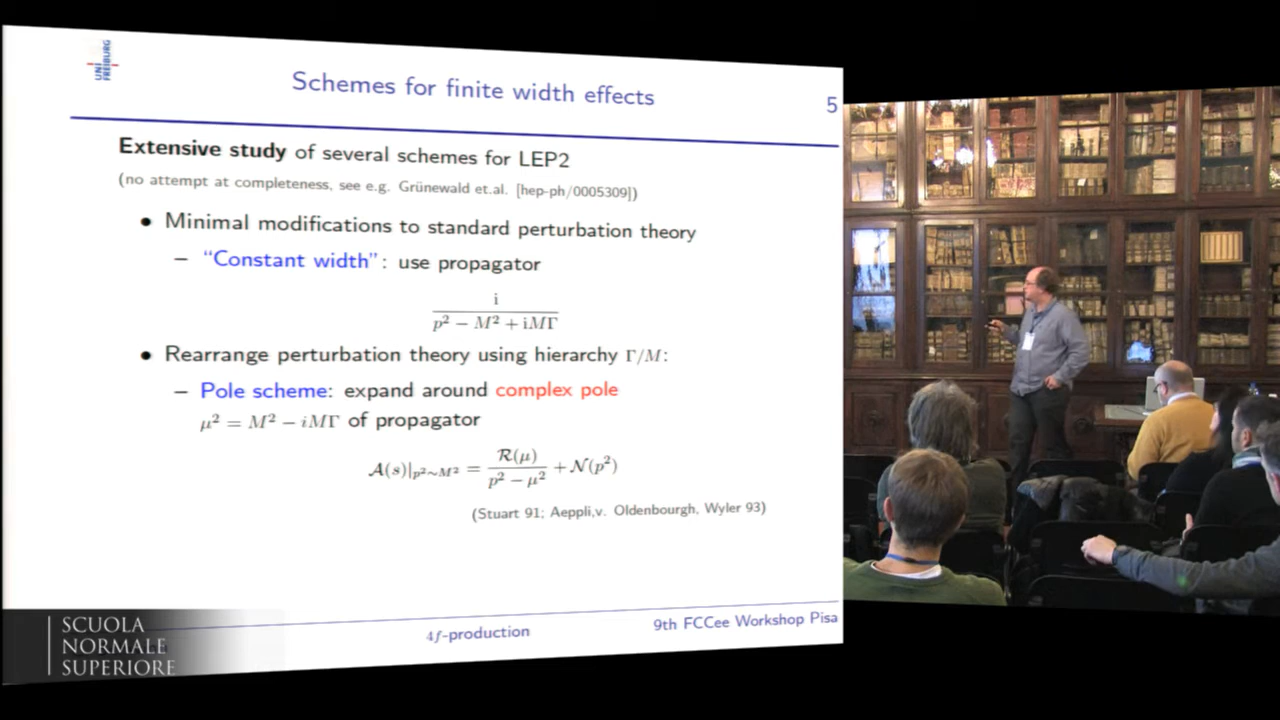 UNI
FREIBURG
Schemes for finite width effects
5
Extensive study of several schemes for LEP2
(no attempt at completeness, see e.g. Grünewald et.al. [hep-ph/0005309])
• Minimal modifications to standard perturbation theory
– “Constant width”: use propagator
i
p² − M² + iMΓ
• Rearrange perturbation theory using hierarchy Γ/M:
– Pole scheme: expand around complex pole
μ² = M² − iMΓ of propagator
𝒜(s)|p²∼M² = ℛ(μ) / (p² − μ²) + 𝒩(p²)
(Stuart 91; Aeppli,v. Oldenbourgh, Wyler 93)
4f-production
9th FCCee Workshop Pisa
SCUOLA
NORMALE
SUPERIORE